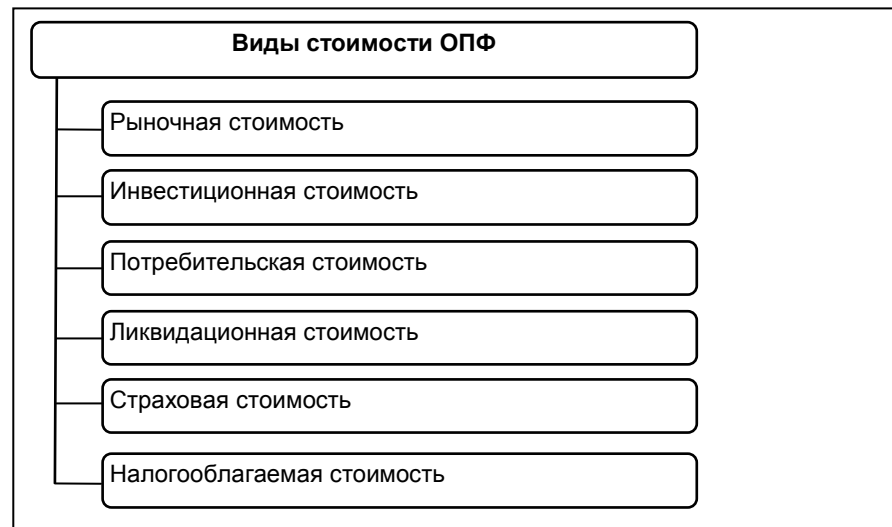 Виды стоимости ОПФ
Рыночная стоимость
Инвестиционная стоимость
Потребительская стоимость
Ликвидационная стоимость
Страховая стоимость
Налогооблагаемая стоимость